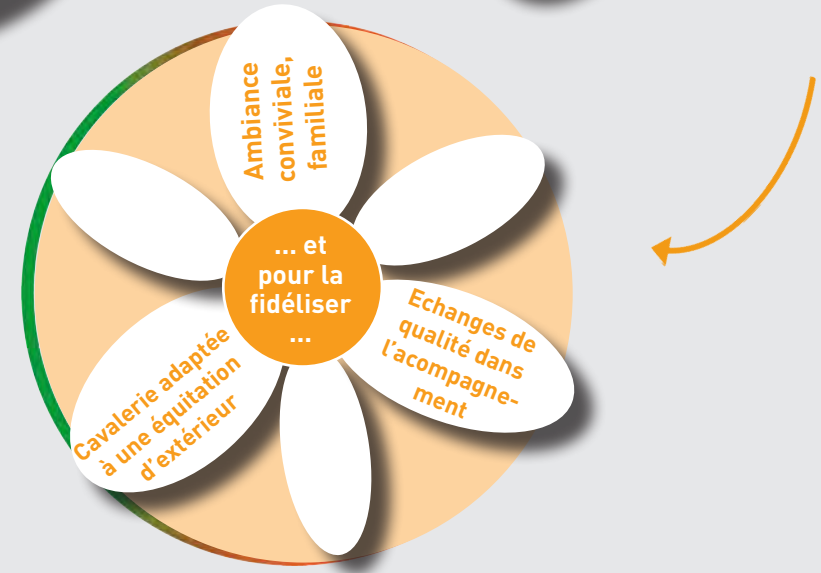 Ambiance
conviviale,
familiale
... et
pour la
fidéliser
...
Echanges de
qualité dans
l'acompagne-
ment
Cavalerie adaptée
à une équitation
d'extérieur